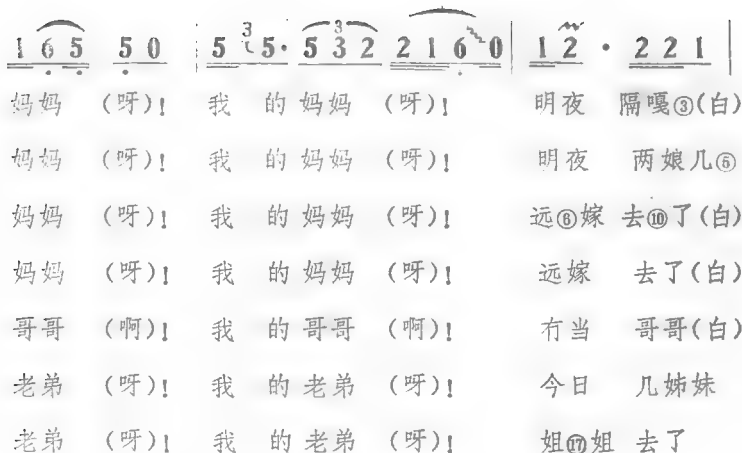 1 6 5 5 0 | 5 3 5· 5 3 2 3 2 1 6 0 | 1 2 · 2 2 1 |
妈妈 (呀)! 我 的 妈妈 (呀)! 明夜 隔嘎③(白)
妈妈 (呀)! 我 的 妈妈 (呀)! 明夜 两娘几⑤
妈妈 (呀)! 我 的 妈妈 (呀)! 远⑥嫁 去⑩了(白)
妈妈 (呀)! 我 的 妈妈 (呀)! 远嫁 去了(白)
哥哥 (啊)! 我 的 哥哥 (啊)! 冇当 哥哥(白)
老弟 (呀)! 我 的 老弟 (呀)! 今日 几姊妹
老弟 (呀)! 我 的 老弟 (呀)! 姐⑰姐 去了